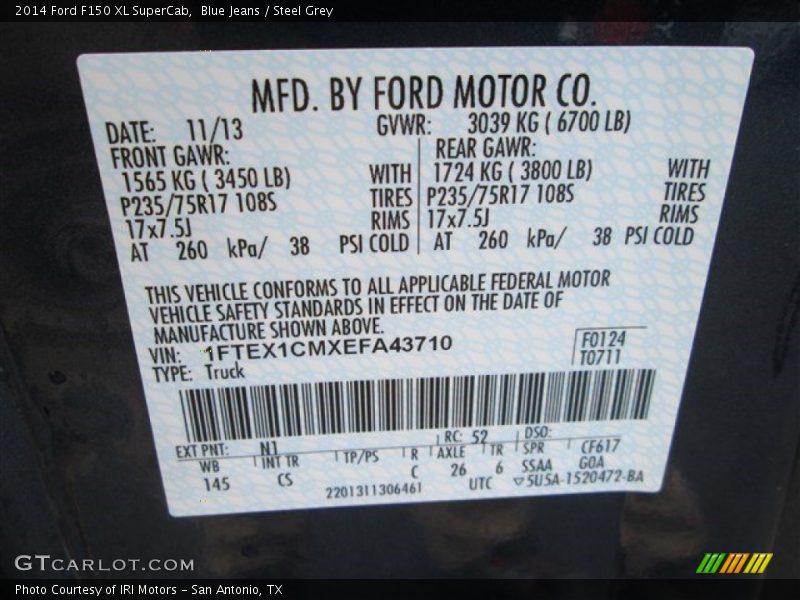 2014 Ford F150 XL SuperCab, Blue Jeans / Steel Grey
MFD. BY FORD MOTOR CO.
DATE: 11/13 GVWR: 3039 KG ( 6700 LB)
FRONT GAWR: REAR GAWR:
1565 KG ( 3450 LB) WITH 1724 KG ( 3800 LB) WITH
P235/75R17 108S TIRES P235/75R17 108S TIRES
17x7.5J RIMS 17x7.5J RIMS
AT 260 kPa/ 38 PSI COLD AT 260 kPa/ 38 PSI COLD
THIS VEHICLE CONFORMS TO ALL APPLICABLE FEDERAL MOTOR
VEHICLE SAFETY STANDARDS IN EFFECT ON THE DATE OF
MANUFACTURE SHOWN ABOVE.
VIN: 1FTEX1CMXEFA43710 F0124
TYPE: Truck T0711
EXT PNT: N1 RC: 52 DSO:
WB INT TR TP/PS R AXLE TR SPR CF617
145 CS C 26 6 SSAA GOA
2201311306461 UTC ▽5U5A-1520472-BA
GTCARLOT.COM
Photo Courtesy of IRI Motors - San Antonio, TX